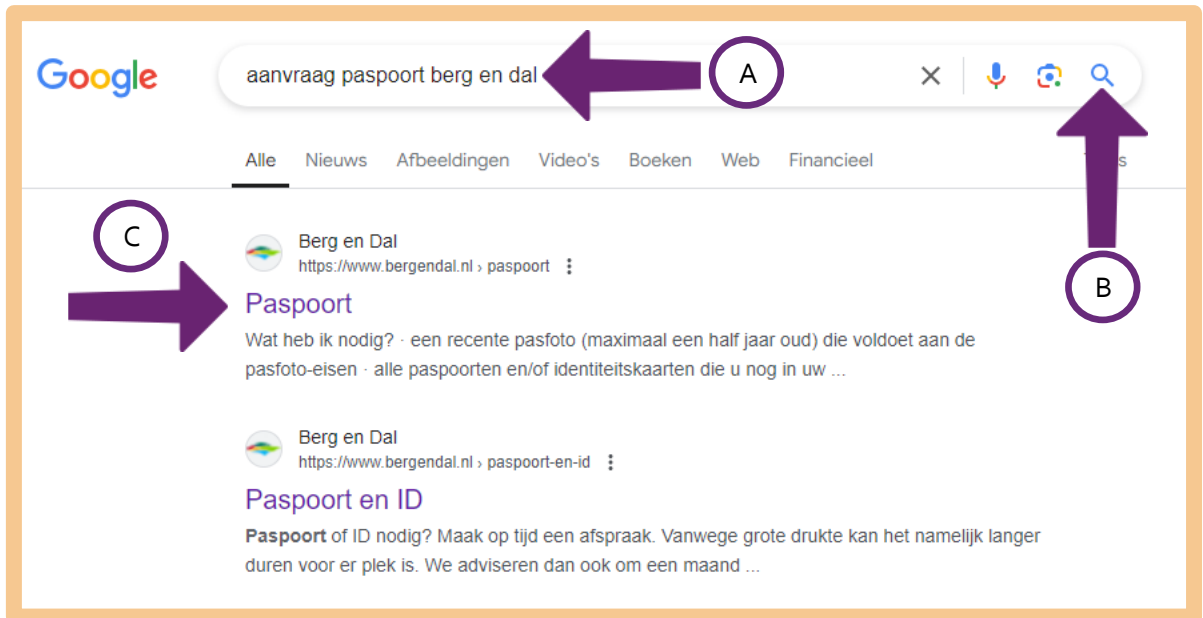 Google
aanvraag paspoort berg en dal
A
Alle Nieuws Afbeeldingen Video's Boeken Web Financieel
B
C
Berg en Dal
https://www.bergendal.nl › paspoort
Paspoort
Wat heb ik nodig? · een recente pasfoto (maximaal een half jaar oud) die voldoet aan de
pasfoto-eisen · alle paspoorten en/of identiteitskaarten die u nog in uw ...
Berg en Dal
https://www.bergendal.nl › paspoort-en-id
Paspoort en ID
Paspoort of ID nodig? Maak op tijd een afspraak. Vanwege grote drukte kan het namelijk langer
duren voor er plek is. We adviseren dan ook om een maand ...